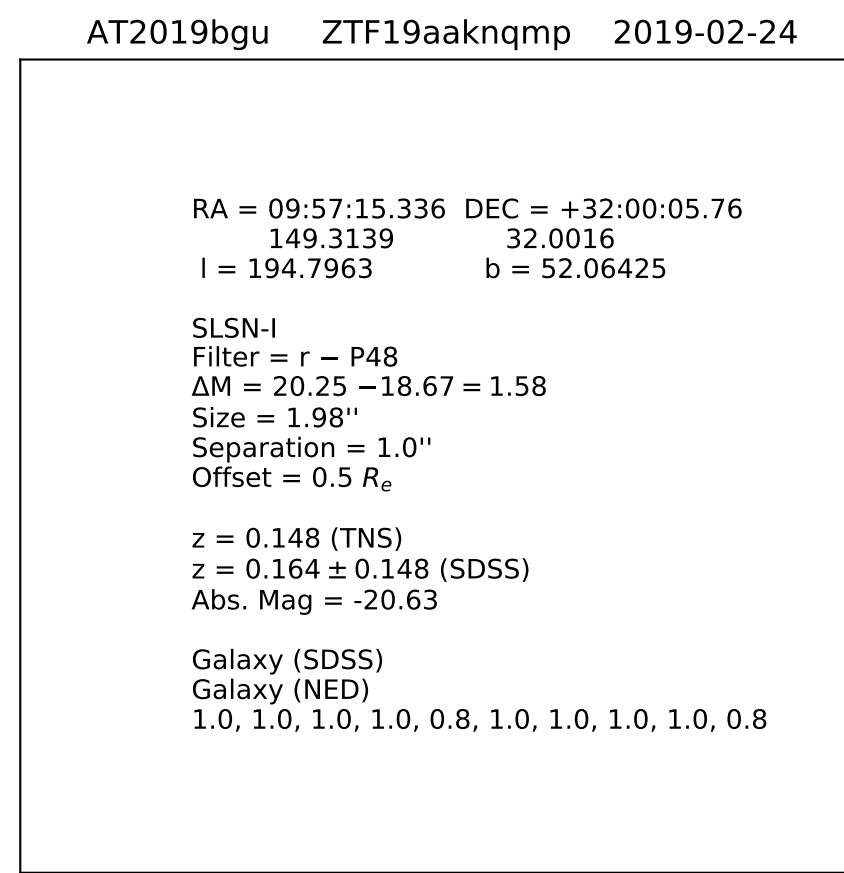 AT2019bgu ZTF19aaknqmp 2019-02-24
RA = 09:57:15.336 DEC = +32:00:05.76
149.3139 32.0016
l = 194.7963 b = 52.06425
SLSN-I
Filter = r − P48
ΔM = 20.25 −18.67 = 1.58
Size = 1.98''
Separation = 1.0''
Offset = 0.5 Re
z = 0.148 (TNS)
z = 0.164 ± 0.148 (SDSS)
Abs. Mag = -20.63
Galaxy (SDSS)
Galaxy (NED)
1.0, 1.0, 1.0, 1.0, 0.8, 1.0, 1.0, 1.0, 1.0, 0.8